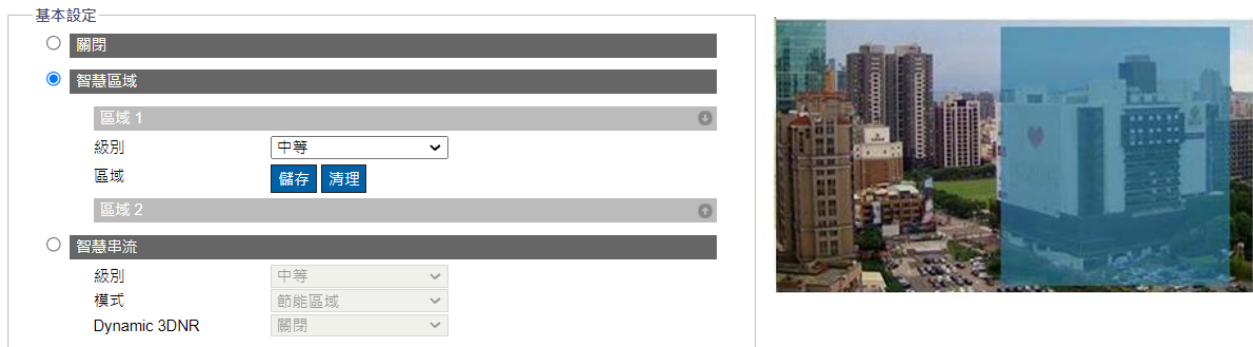 基本設定
關閉
智慧區域
區域 1
級別 中等
區域 儲存 清理
區域 2
智慧串流
級別 中等
模式 節能區域
Dynamic 3DNR 關閉